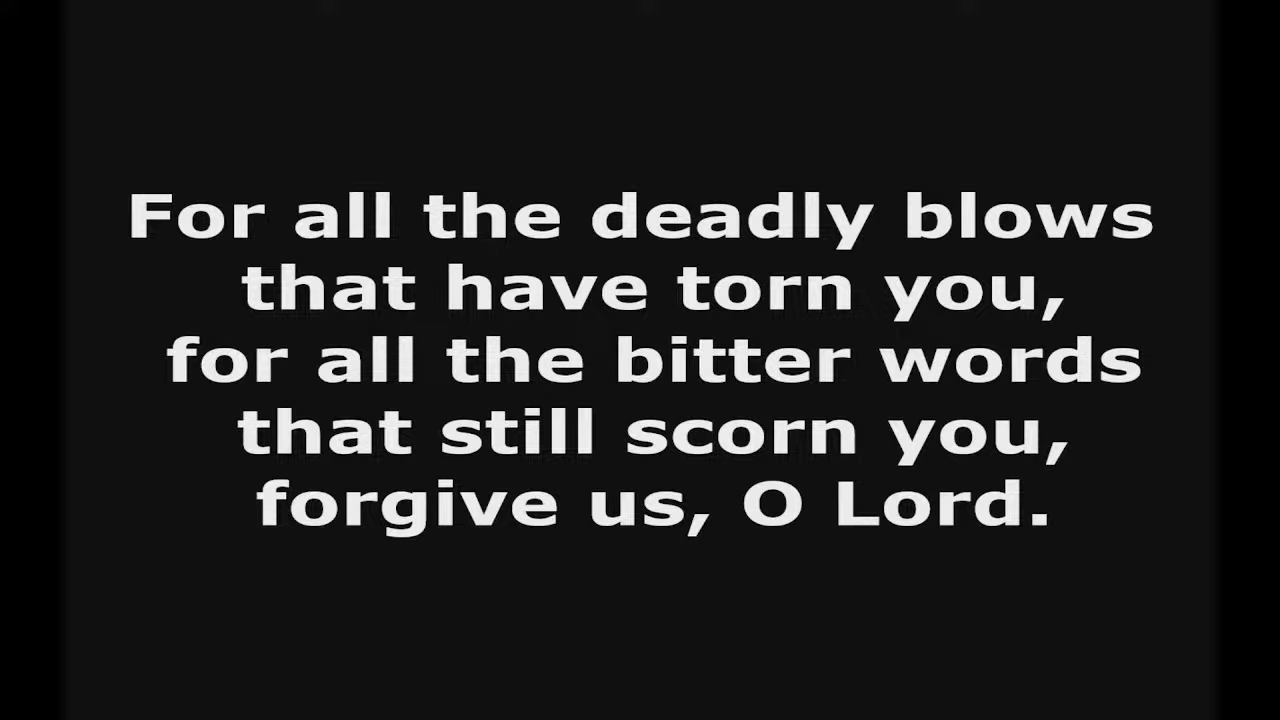 For all the deadly blows
that have torn you,
for all the bitter words
that still scorn you,
forgive us, O Lord.